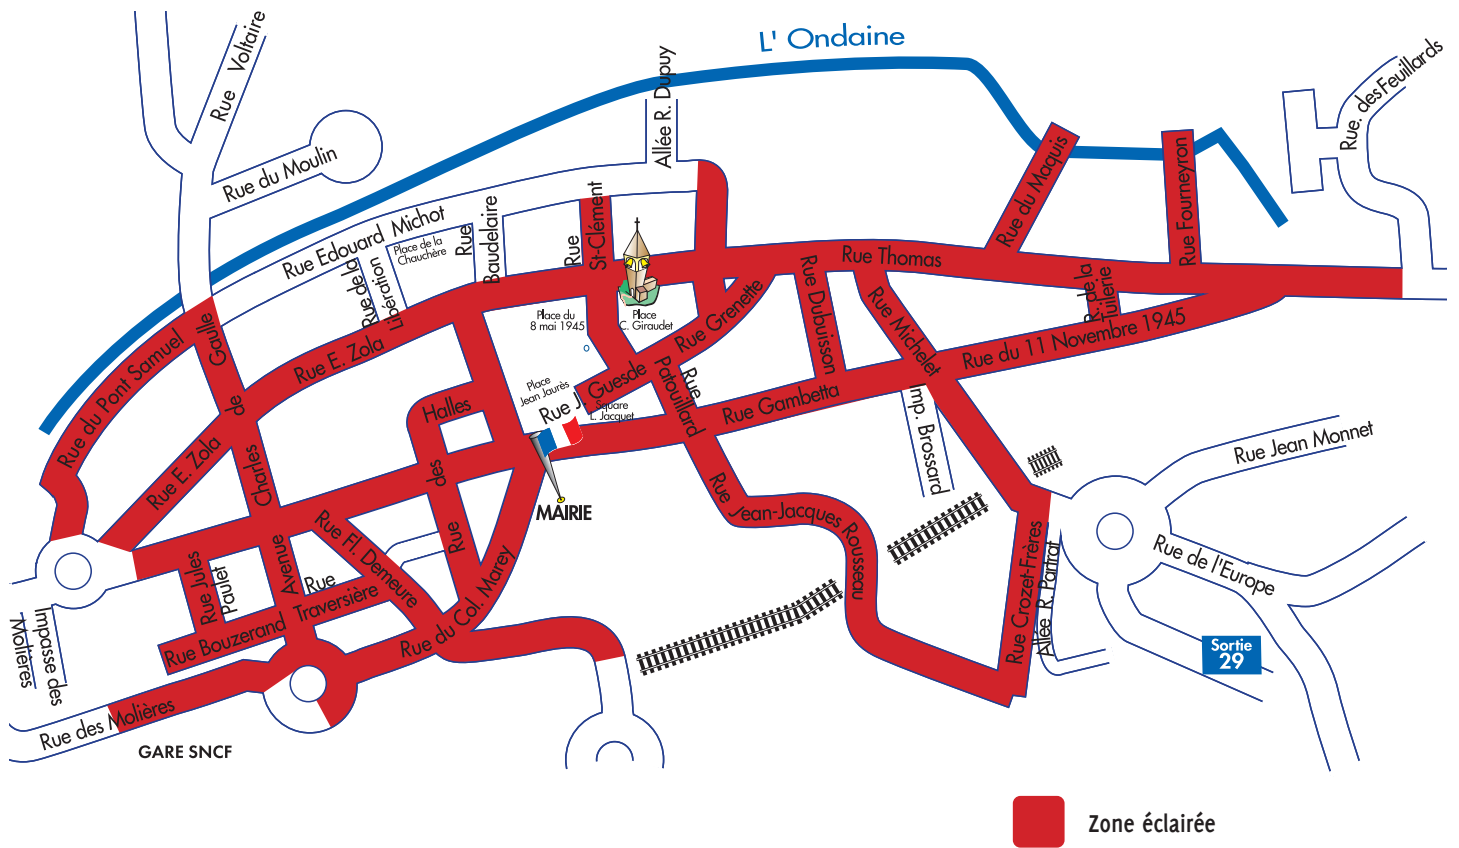 L' Ondaine
Rue Voltaire
Rue du Moulin
Allée R. Dupuy
Rue. des Feuillards
Rue Edouard Michot
Place de la
Chauchère
Rue de la
Libération
Rue
Baudelaire
Rue
St-Clément
Rue du Maquis
Rue Fourneyron
Rue Thomas
R. de la
Tuilerie
Rue du Pont Samuel
Avenue Charles de Gaulle
Rue E. Zola
Rue E. Zola
Place du
8 mai 1945
Place
C. Giraudet
Rue Grenette
Rue Dubuisson
Rue Michelet
Rue du 11 Novembre 1945
Place
Jean Jaurès
Rue J. Guesde
Square
L. Jacquet
Rue
Patouillard
Rue Gambetta
Imp. Brossard
Rue des Halles
MAIRIE
Rue Jean-Jacques Rousseau
Rue Jean Monnet
Rue de l'Europe
Rue Crozet-Frères
Allée R. Partrat
Sortie
29
Rue Fl. Demeure
Rue Jules
Paulet
Rue
Traversière
Rue Bouzerand
Rue du Col. Marey
Impasse des
Molières
Rue des Molières
GARE SNCF
Zone éclairée